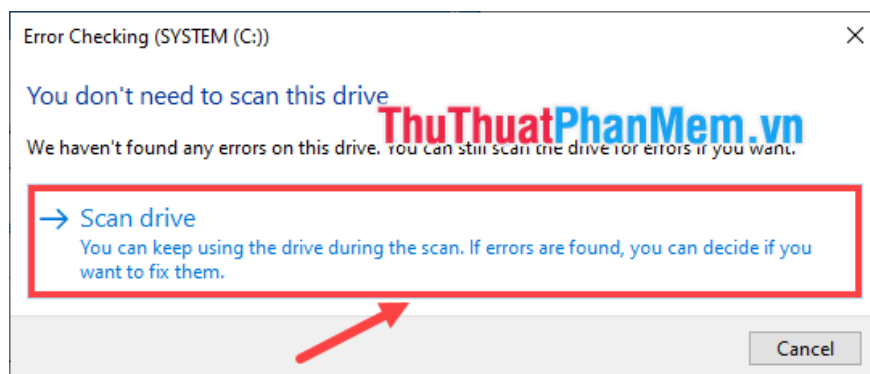 Error Checking (SYSTEM (C:))
You don't need to scan this drive
ThuThuatPhanMem.vn
We haven't found any errors on this drive. You can still scan the drive for errors if you want.
Scan drive
You can keep using the drive during the scan. If errors are found, you can decide if you
want to fix them.
Cancel